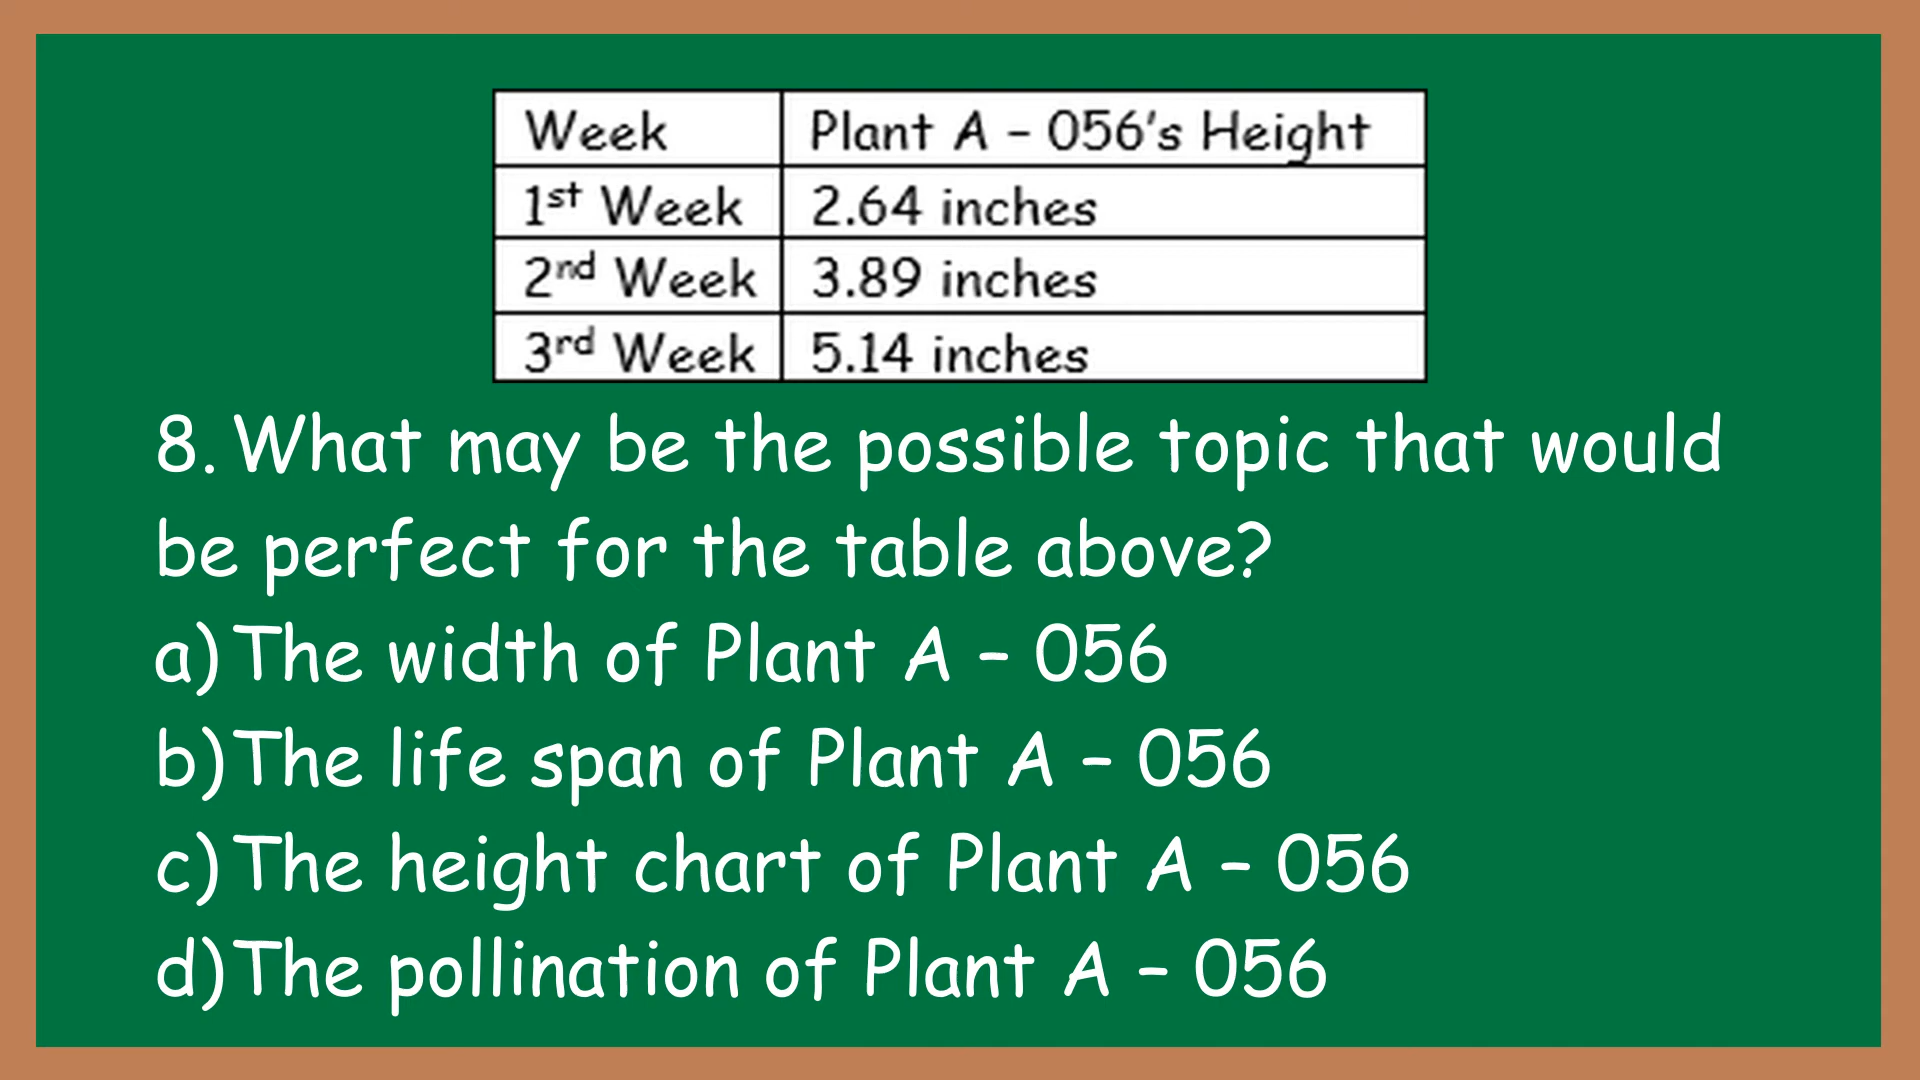 Week Plant A – 056's Height
1st Week 2.64 inches
2nd Week 3.89 inches
3rd Week 5.14 inches
8. What may be the possible topic that would
be perfect for the table above?
a) The width of Plant A – 056
b) The life span of Plant A – 056
c) The height chart of Plant A – 056
d) The pollination of Plant A – 056